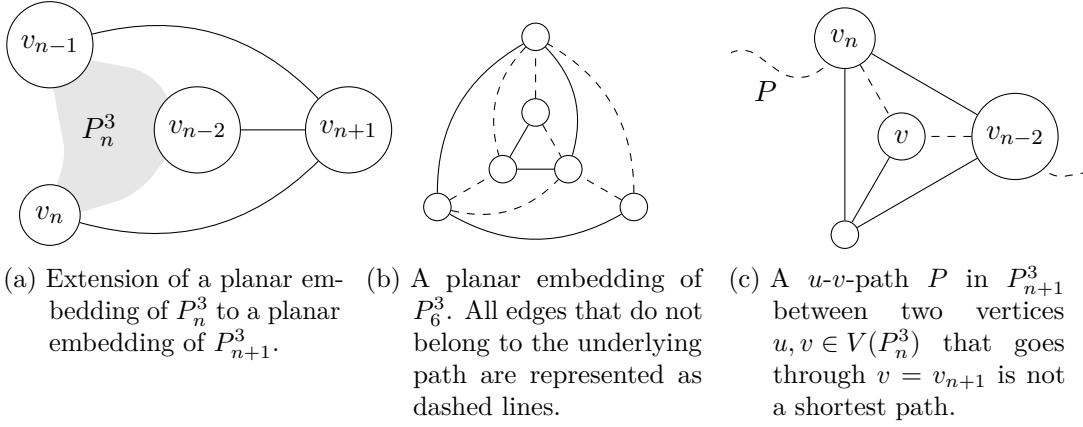 v_{n−1}
P_n^3
v_{n−2}
v_{n+1}
v_n
v_n
P
v
v_{n−2}
(a) Extension of a planar em-
bedding of P_n^3 to a planar
embedding of P_{n+1}^3.
(b) A planar embedding of
P_6^3. All edges that do not
belong to the underlying
path are represented as
dashed lines.
(c) A u-v-path P in P_{n+1}^3
between two vertices
u, v ∈ V(P_n^3) that goes
through v = v_{n+1} is not
a shortest path.